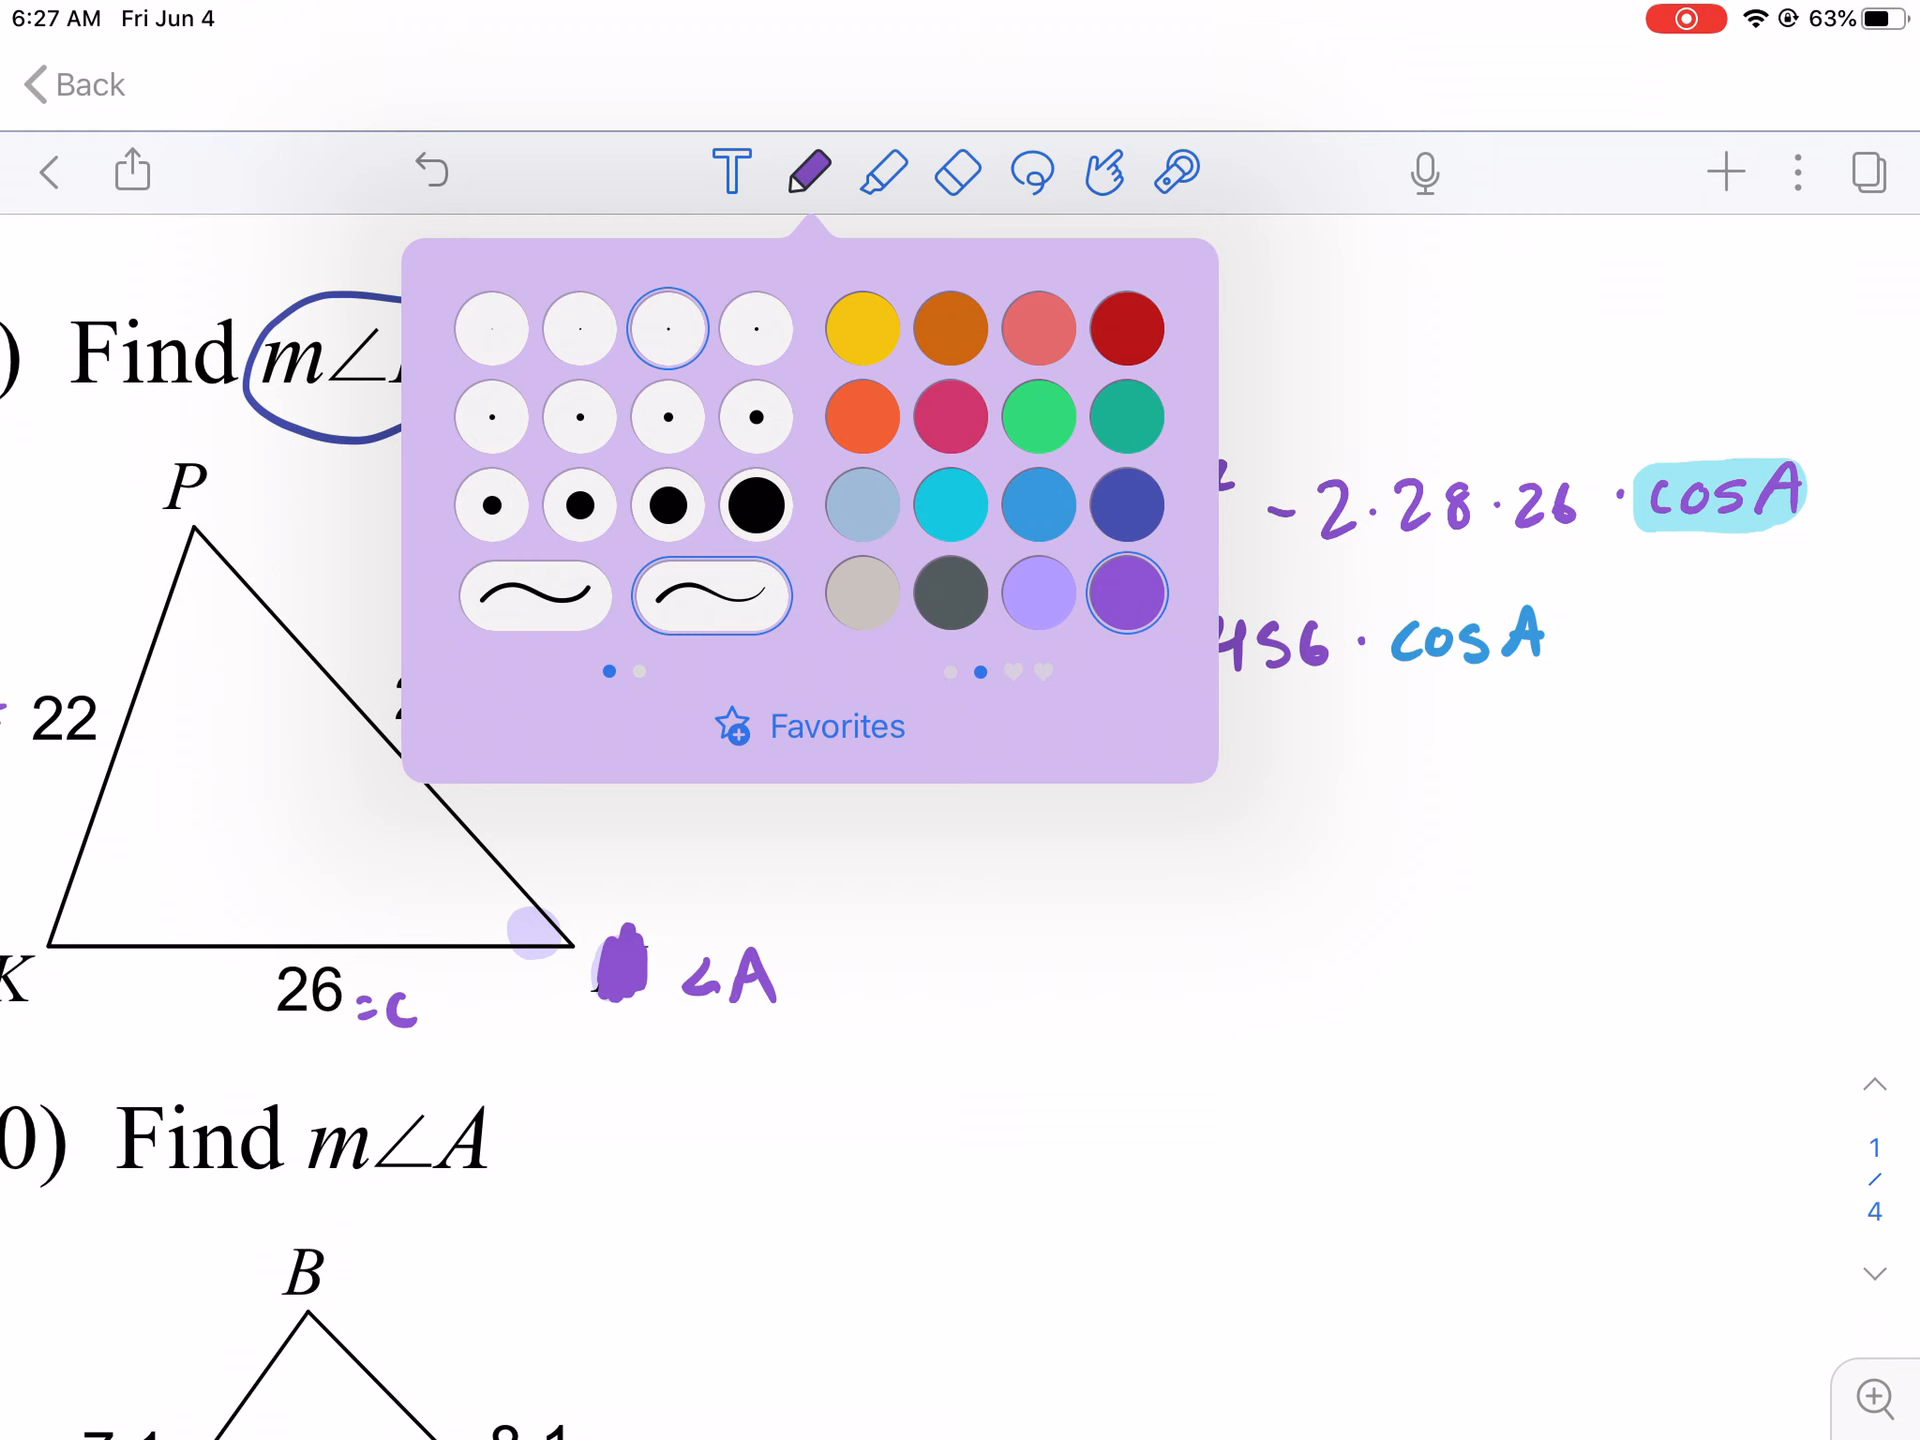 6:27 AM Fri Jun 4
63%
Back
T
) Find m∠
P
² - 2·28·26 · cosA
456 · cosA
22
Favorites
K
26 = c
∠A
0) Find m∠A
1
/
4
B